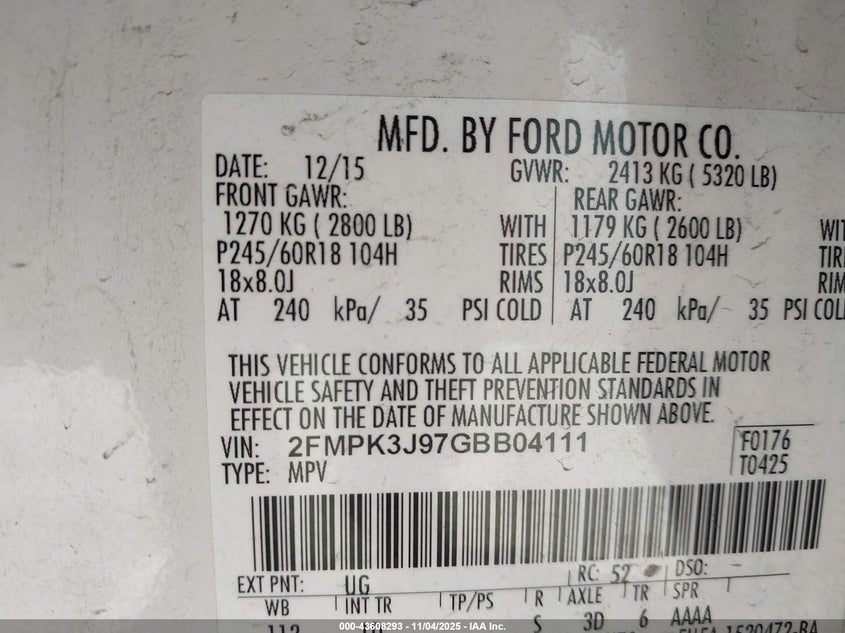 MFD. BY FORD MOTOR CO.
DATE: 12/15 GVWR: 2413 KG ( 5320 LB)
FRONT GAWR: REAR GAWR:
1270 KG ( 2800 LB) WITH 1179 KG ( 2600 LB) WIT
P245/60R18 104H TIRES P245/60R18 104H TIRE
18x8.0J RIMS 18x8.0J RIM
AT 240 kPa/ 35 PSI COLD AT 240 kPa/ 35 PSI COL
THIS VEHICLE CONFORMS TO ALL APPLICABLE FEDERAL MOTOR
VEHICLE SAFETY AND THEFT PREVENTION STANDARDS IN
EFFECT ON THE DATE OF MANUFACTURE SHOWN ABOVE.
VIN: 2FMPK3J97GBB04111 F0176
TYPE: MPV T0425
EXT PNT: UG RC: 52 DSO:
WB INT TR TP/PS R AXLE TR SPR
112 S 3D 6 AAAA
000-43608293 - 11/04/2025 - IAA Inc.